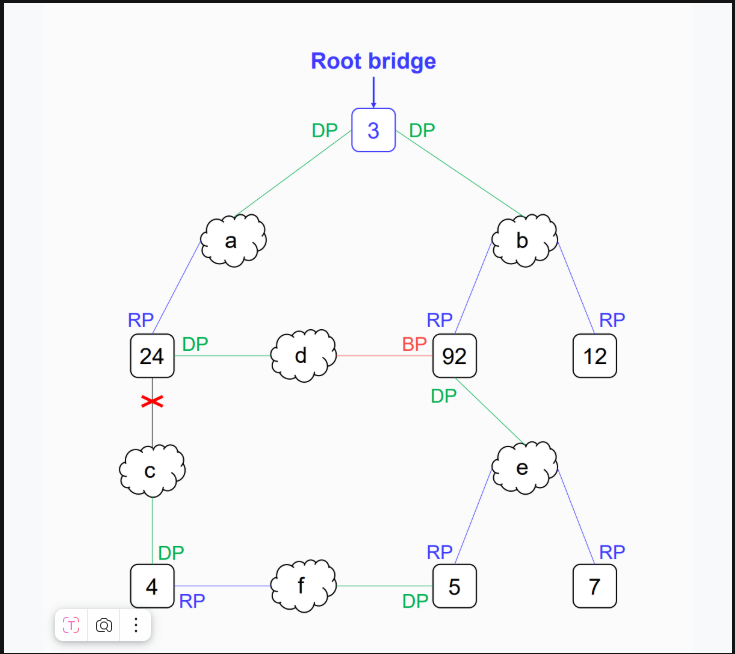 Root bridge
DP 3 DP
a b
RP RP RP
24 DP d BP 92 12
DP
c e
DP RP RP
4 f 5 7
RP DP
T